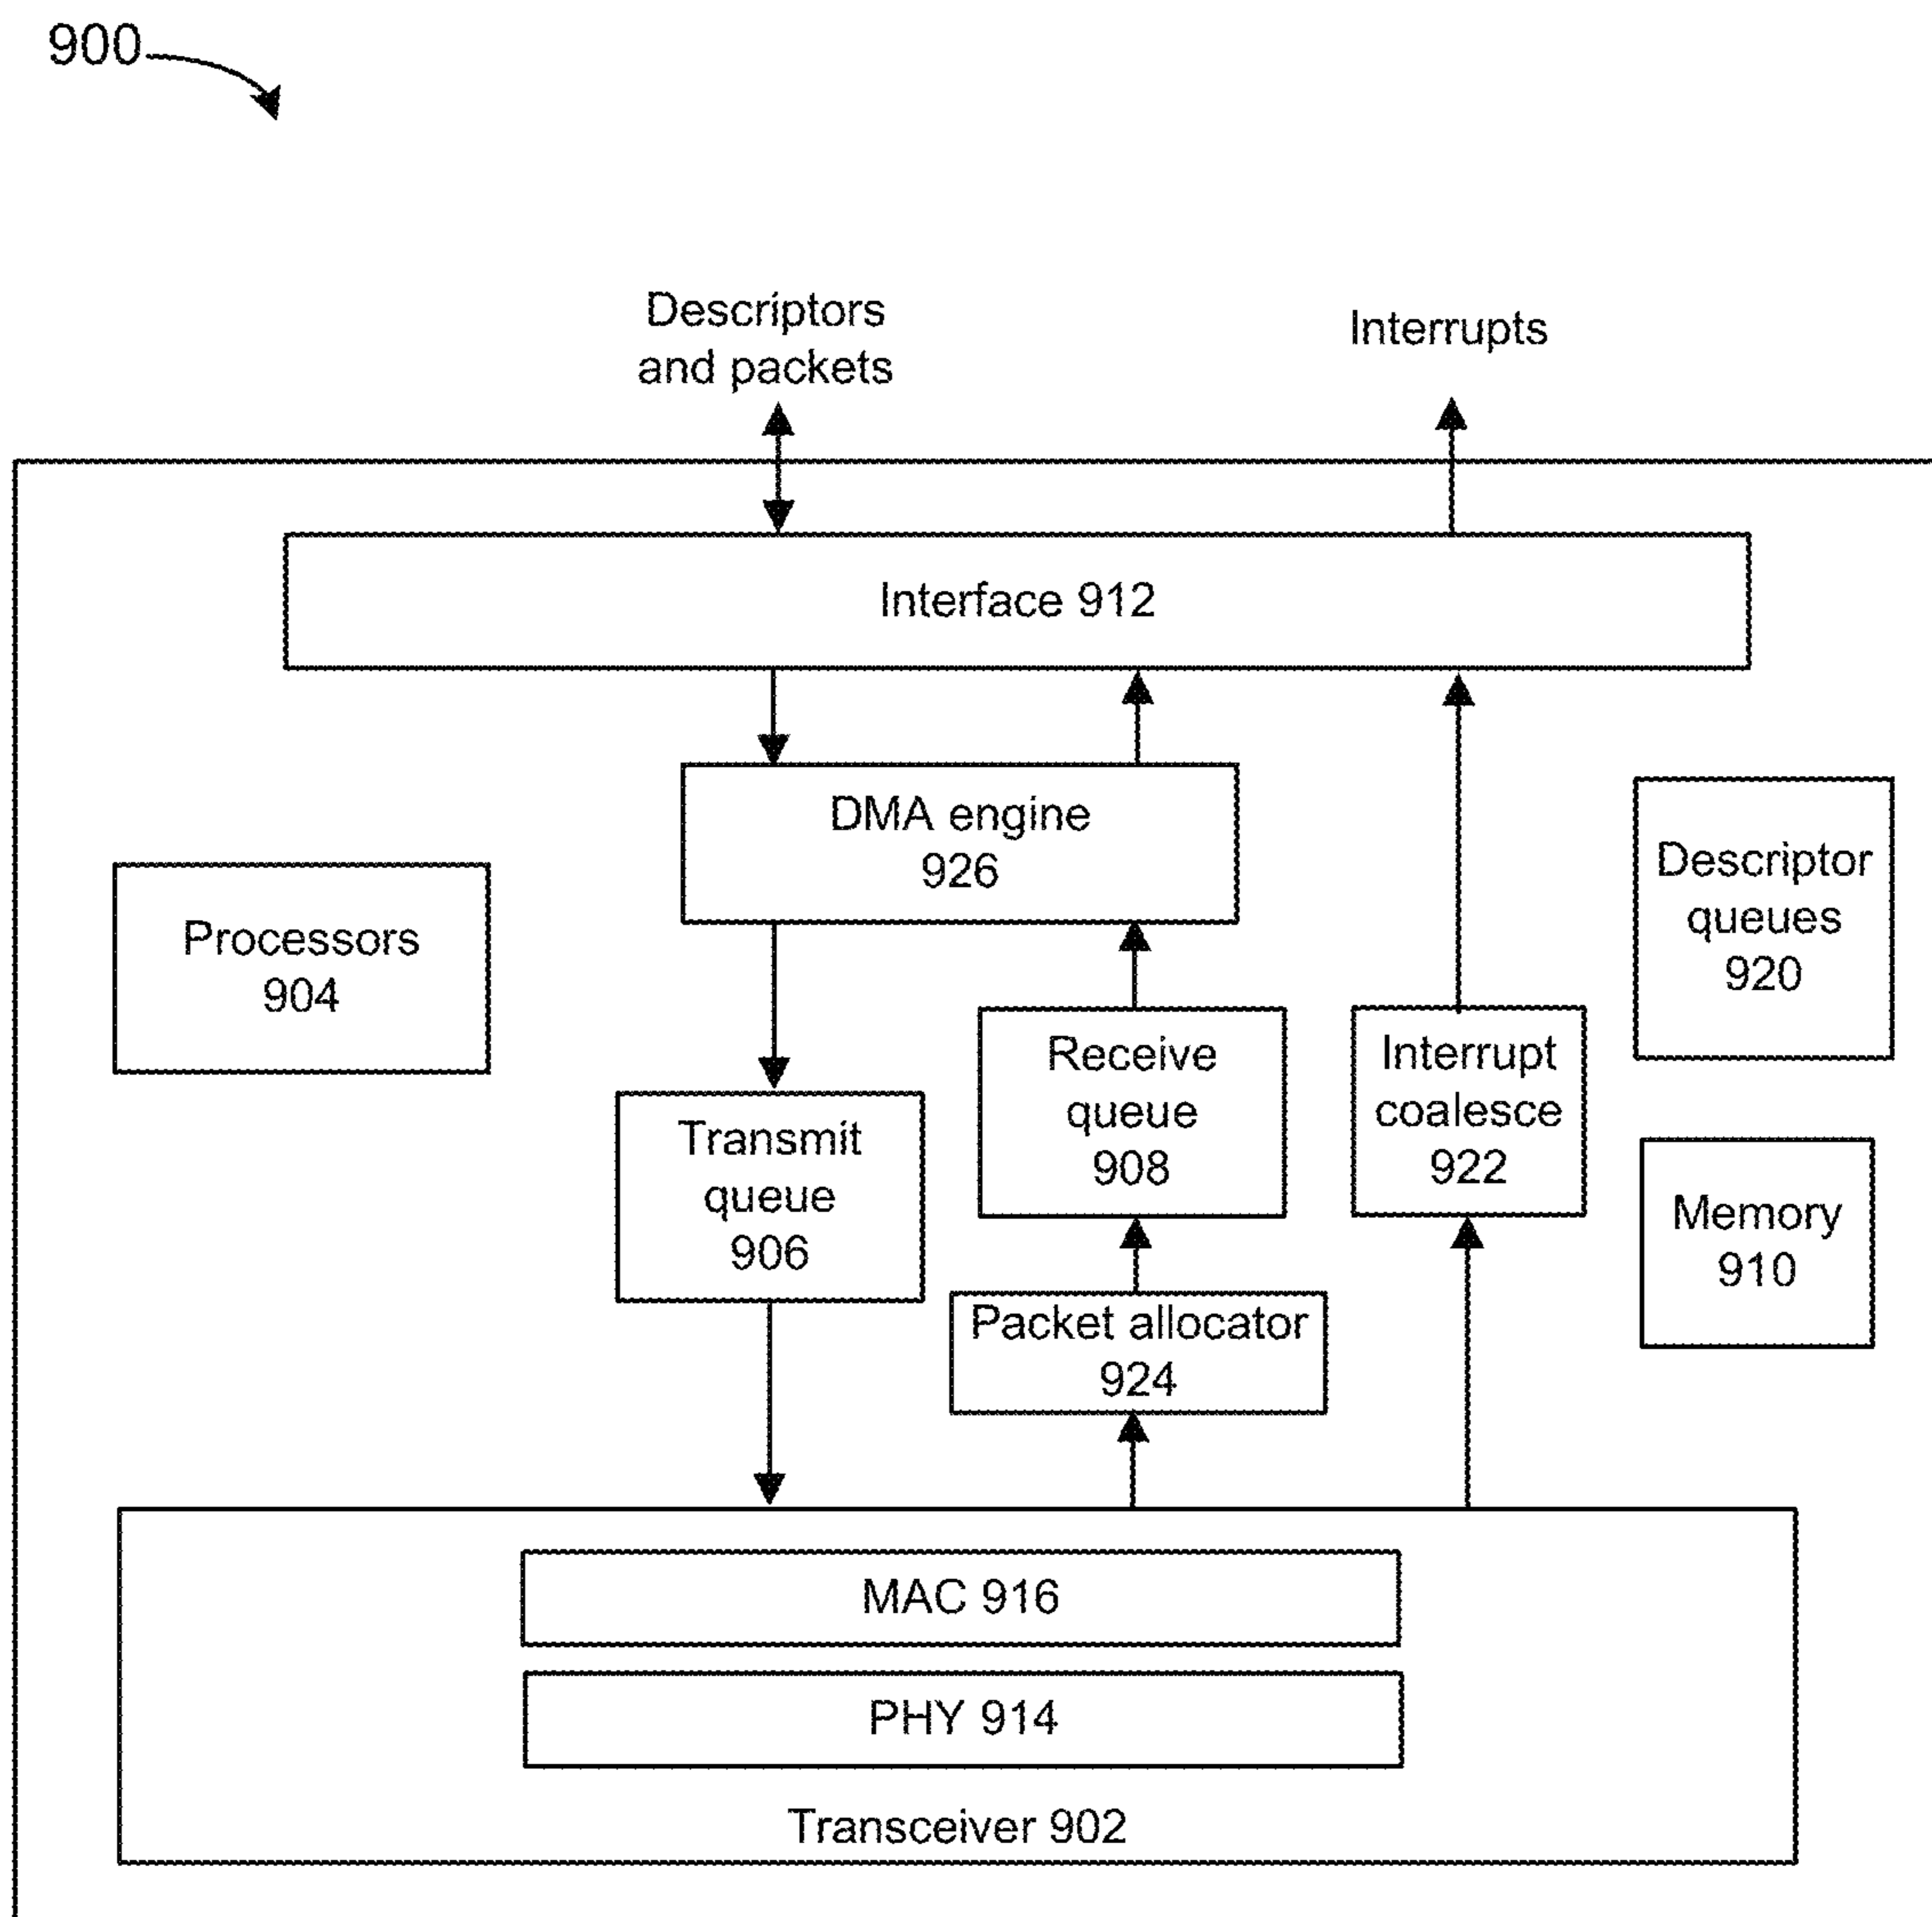 900
Descriptors
and packets
Interrupts
Interface 912
DMA engine
926
Processors
904
Descriptor
queues
920
Transmit
queue
906
Receive
queue
908
Interrupt
coalesce
922
Memory
910
Packet allocator
924
MAC 916
PHY 914
Transceiver 902